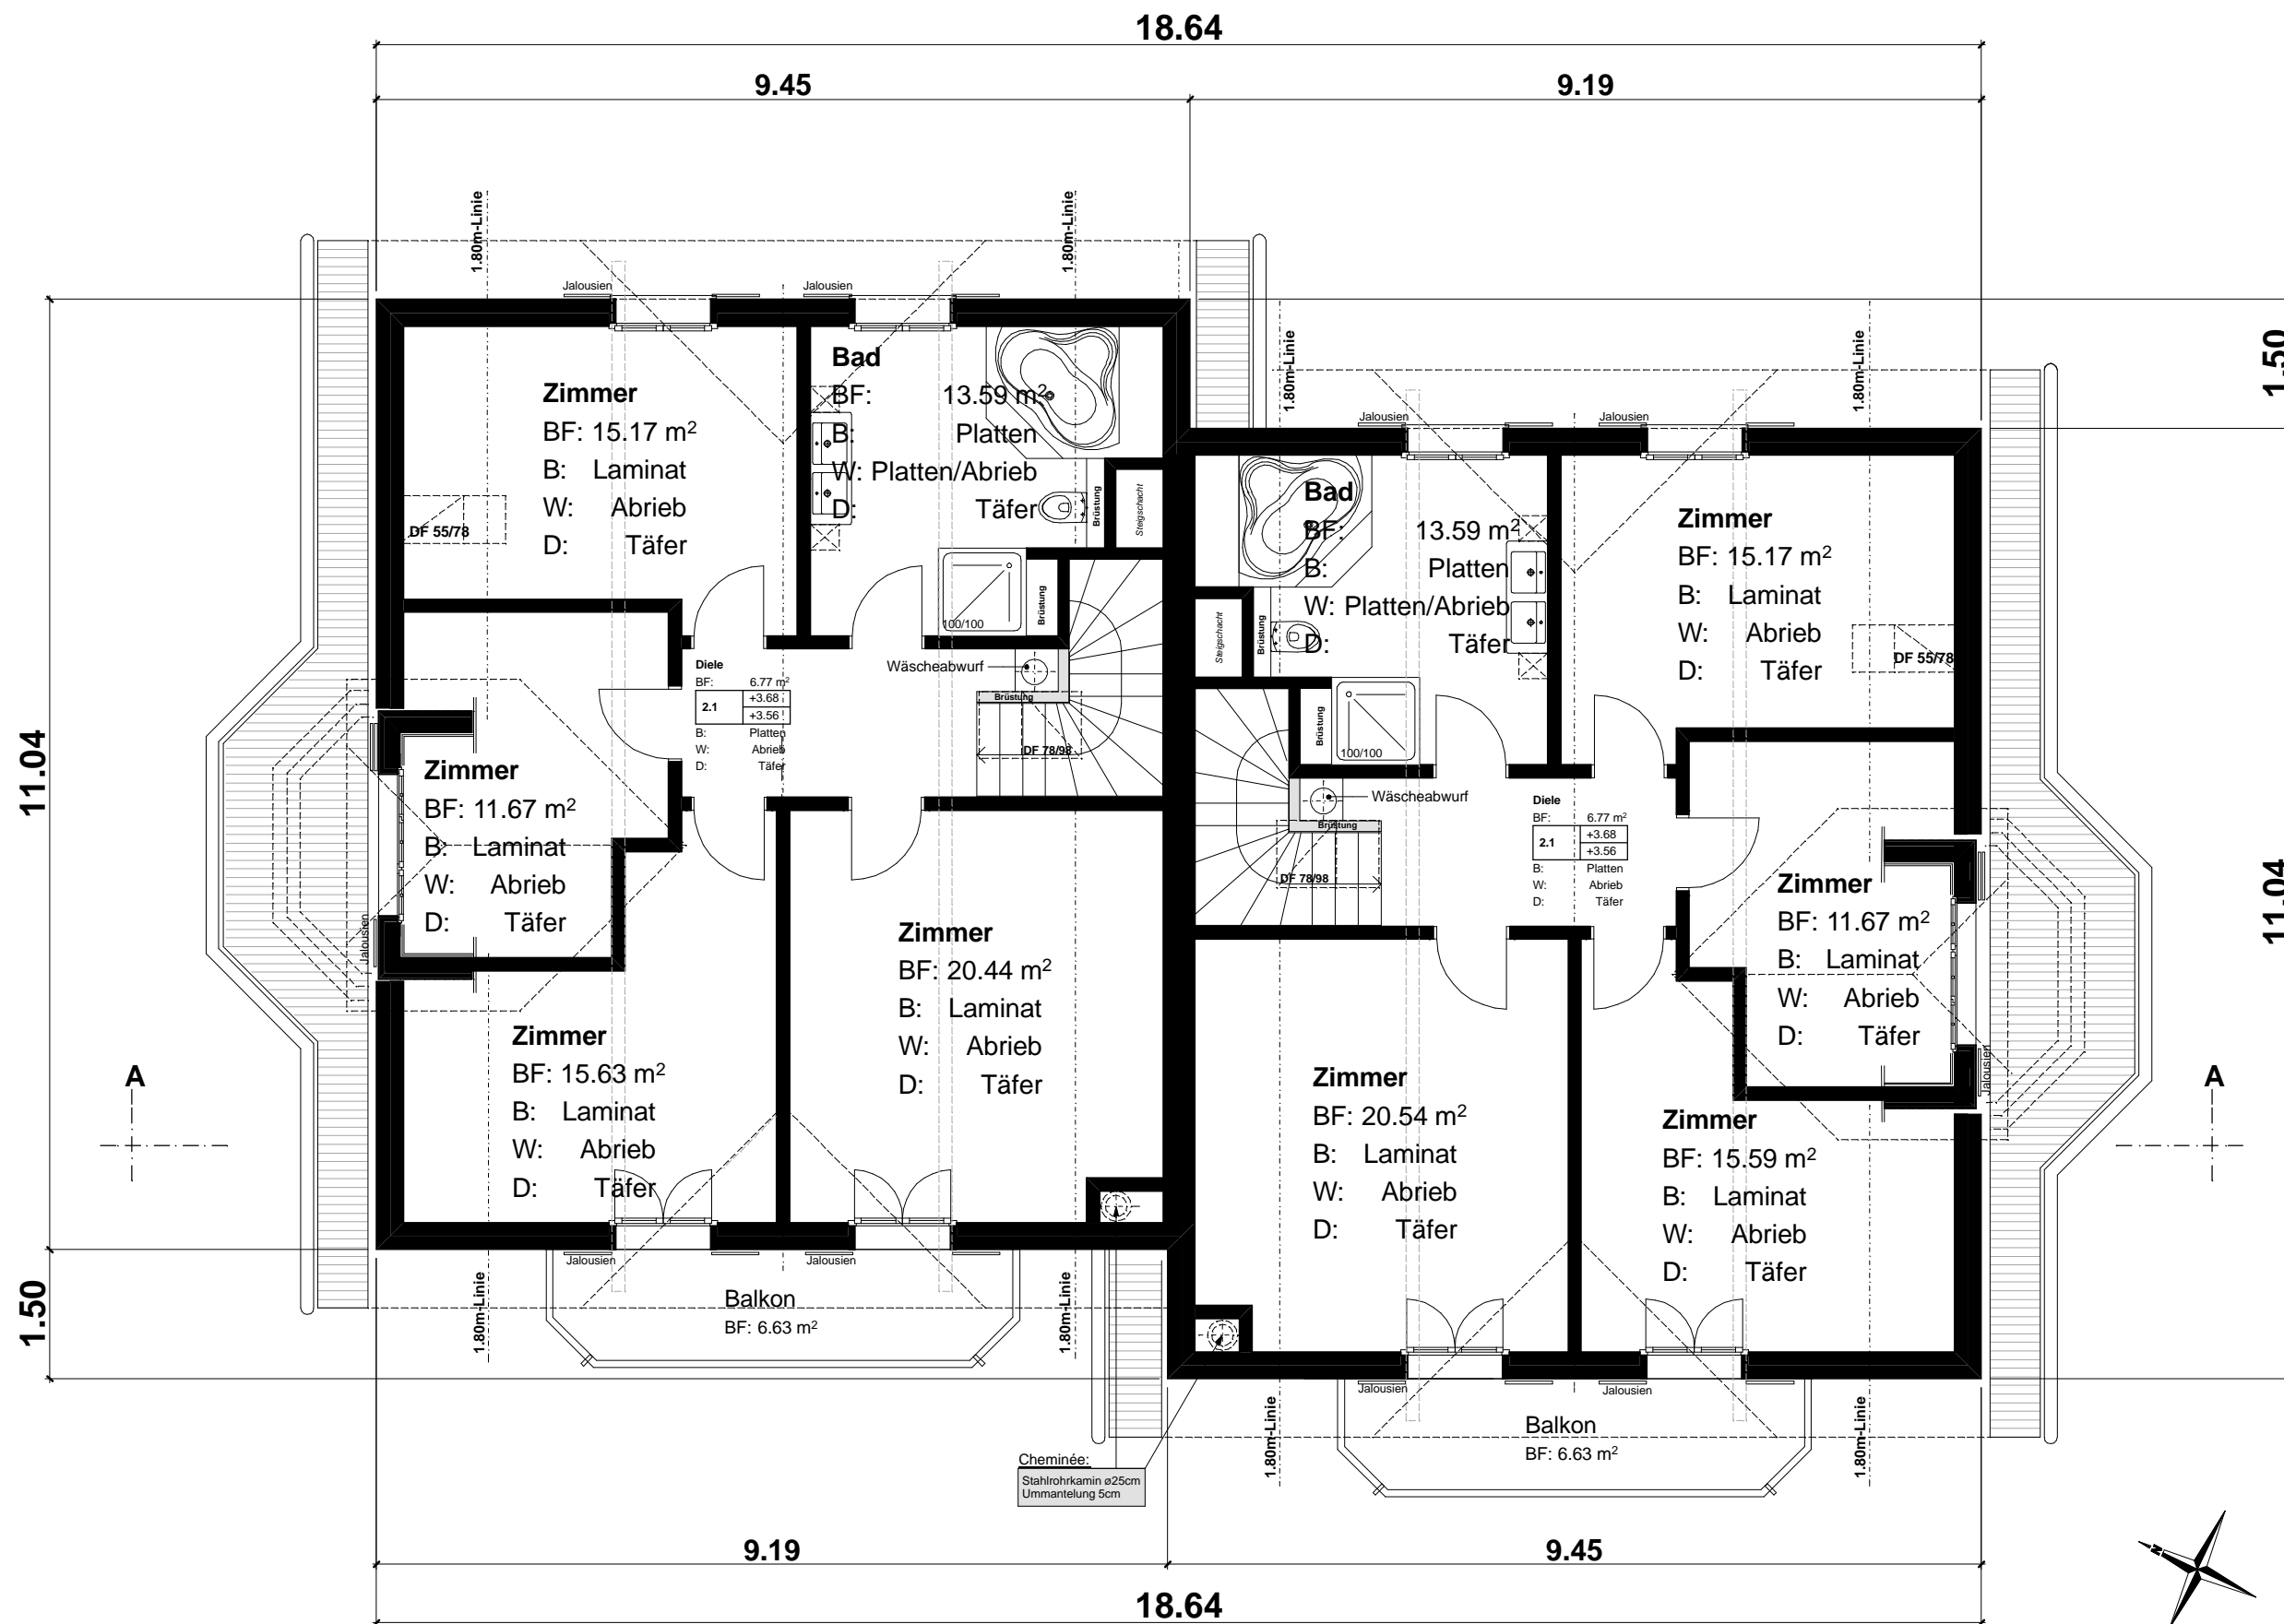 18.64
9.45
9.19
1.80m-Linie
1.80m-Linie
Jalousien
Jalousien
1.50
1.80m-Linie
1.80m-Linie
Jalousien
Jalousien
Zimmer
BF: 15.17 m²
B: Laminat
W: Abrieb
D: Täfer
DF 55/78
Bad
BF: 13.59 m²
B: Platten
W: Platten/Abrieb
D: Täfer
Brüstung
Steigschacht
Brüstung
100/100
Bad
BF: 13.59 m²
B: Platten
W: Platten/Abrieb
D: Täfer
Steigschacht
Brüstung
Brüstung
100/100
Zimmer
BF: 15.17 m²
B: Laminat
W: Abrieb
D: Täfer
DF 55/78
11.04
Diele
BF: 6.77 m²
2.1
+3.68
+3.56
B: Platten
W: Abrieb
D: Täfer
Wäscheabwurf
Brüstung
DF 78/98
Wäscheabwurf
Brüstung
DF 78/98
Diele
BF: 6.77 m²
2.1
+3.68
+3.56
B: Platten
W: Abrieb
D: Täfer
11.04
Zimmer
BF: 11.67 m²
B: Laminat
W: Abrieb
D: Täfer
Jalousien
Zimmer
BF: 11.67 m²
B: Laminat
W: Abrieb
D: Täfer
Jalousien
Zimmer
BF: 20.44 m²
B: Laminat
W: Abrieb
D: Täfer
Zimmer
BF: 15.63 m²
B: Laminat
W: Abrieb
D: Täfer
Zimmer
BF: 20.54 m²
B: Laminat
W: Abrieb
D: Täfer
Zimmer
BF: 15.59 m²
B: Laminat
W: Abrieb
D: Täfer
A
A
1.50
Jalousien
Jalousien
1.80m-Linie
Balkon
BF: 6.63 m²
1.80m-Linie
Jalousien
Jalousien
1.80m-Linie
Balkon
BF: 6.63 m²
1.80m-Linie
Cheminée:
Stahlrohrkamin ø25cm
Ummantelung 5cm
9.19
9.45
18.64
N